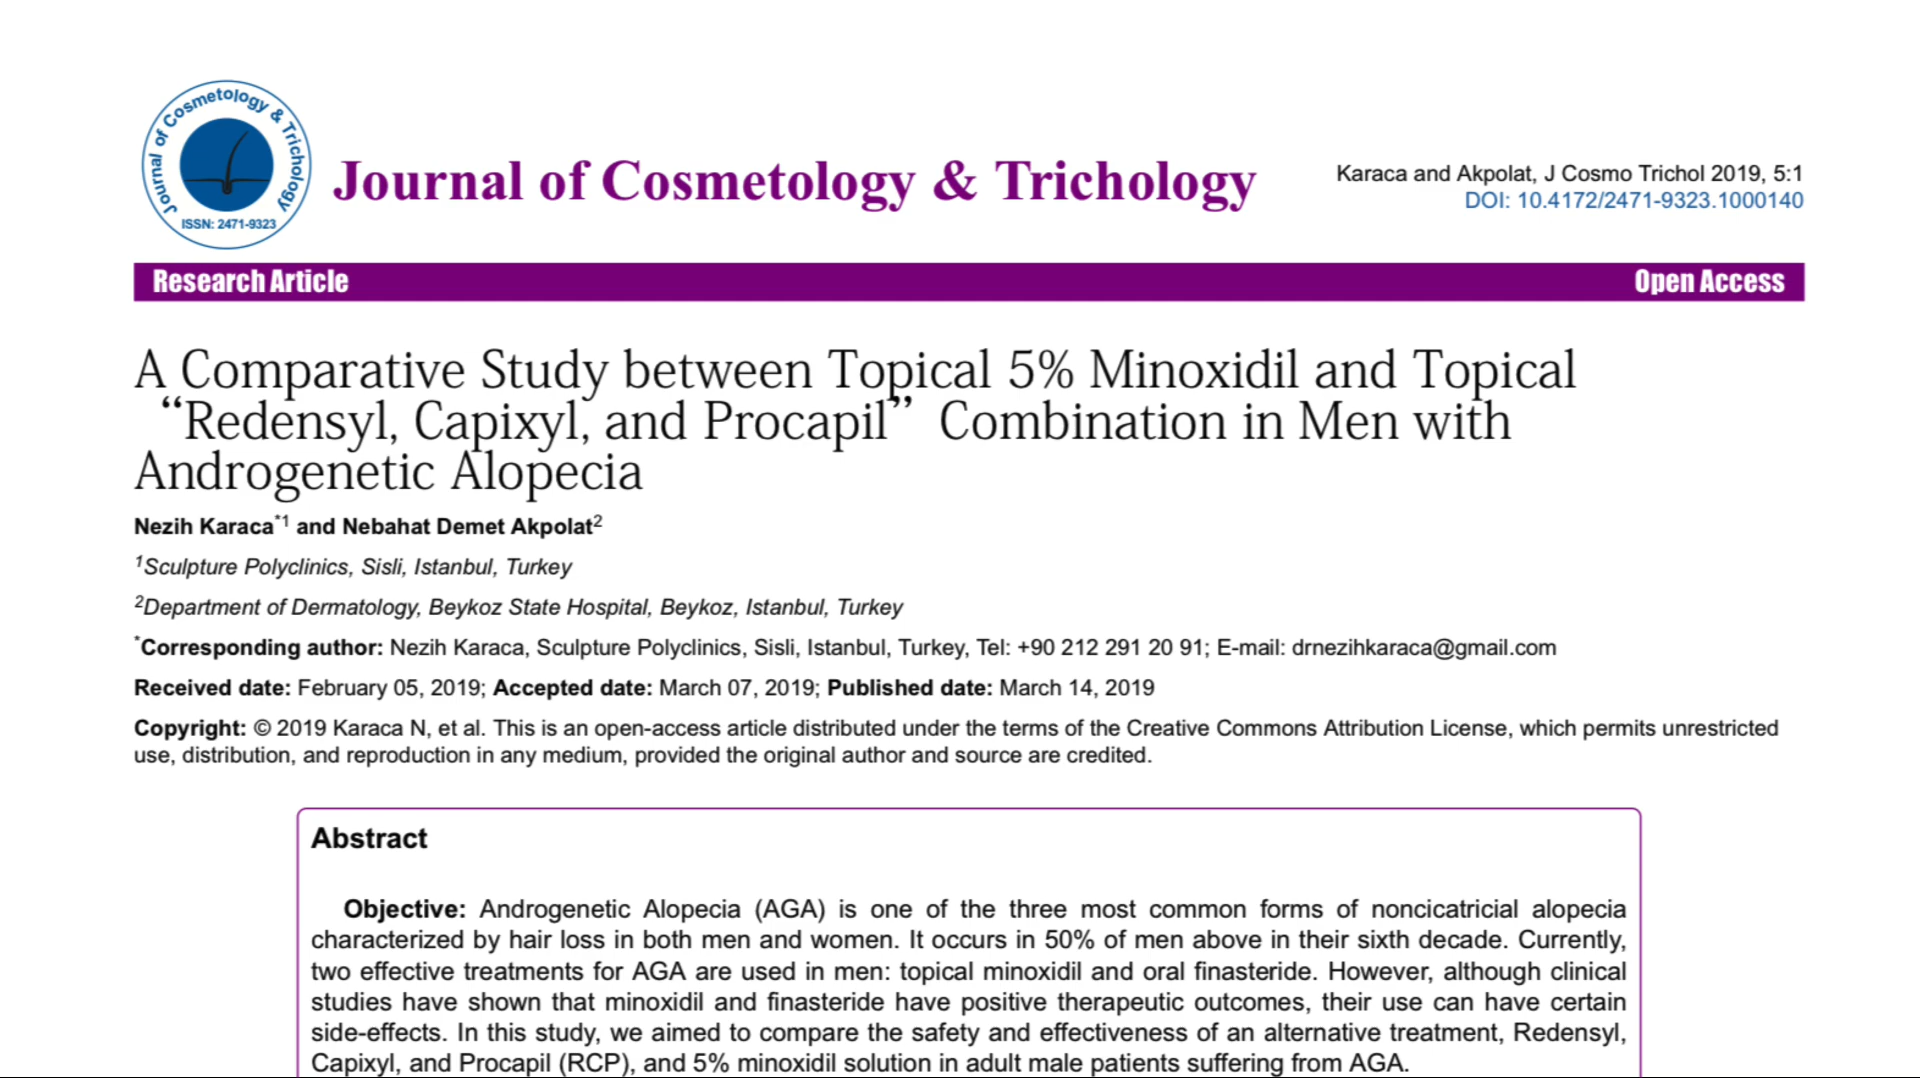 Journal of Cosmetology & Trichology
ISSN: 2471-9323
Journal of Cosmetology & Trichology
Karaca and Akpolat, J Cosmo Trichol 2019, 5:1
DOI: 10.4172/2471-9323.1000140
Research Article
Open Access
A Comparative Study between Topical 5% Minoxidil and Topical
“Redensyl, Capixyl, and Procapil” Combination in Men with
Androgenetic Alopecia
Nezih Karaca*1 and Nebahat Demet Akpolat2
1Sculpture Polyclinics, Sisli, Istanbul, Turkey
2Department of Dermatology, Beykoz State Hospital, Beykoz, Istanbul, Turkey
*Corresponding author: Nezih Karaca, Sculpture Polyclinics, Sisli, Istanbul, Turkey, Tel: +90 212 291 20 91; E-mail: drnezihkaraca@gmail.com
Received date: February 05, 2019; Accepted date: March 07, 2019; Published date: March 14, 2019
Copyright: © 2019 Karaca N, et al. This is an open-access article distributed under the terms of the Creative Commons Attribution License, which permits unrestricted
use, distribution, and reproduction in any medium, provided the original author and source are credited.
Abstract
Objective: Androgenetic Alopecia (AGA) is one of the three most common forms of noncicatricial alopecia
characterized by hair loss in both men and women. It occurs in 50% of men above in their sixth decade. Currently,
two effective treatments for AGA are used in men: topical minoxidil and oral finasteride. However, although clinical
studies have shown that minoxidil and finasteride have positive therapeutic outcomes, their use can have certain
side-effects. In this study, we aimed to compare the safety and effectiveness of an alternative treatment, Redensyl,
Capixyl, and Procapil (RCP), and 5% minoxidil solution in adult male patients suffering from AGA.